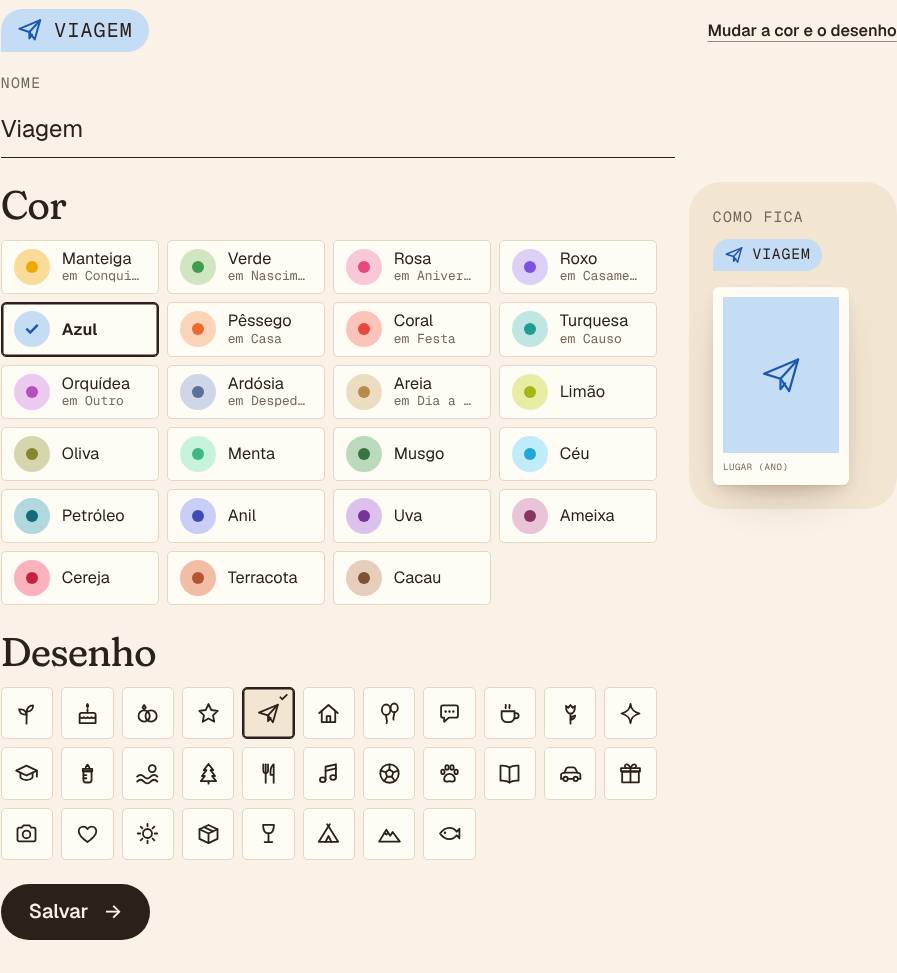 VIAGEM
Mudar a cor e o desenho
NOME
Viagem
Cor
Manteiga
em Conqui…
Verde
em Nascim…
Rosa
em Aniver…
Roxo
em Casame…
Azul
Pêssego
em Casa
Coral
em Festa
Turquesa
em Causo
Orquídea
em Outro
Ardósia
em Desped…
Areia
em Dia a …
Limão
Oliva
Menta
Musgo
Céu
Petróleo
Anil
Uva
Ameixa
Cereja
Terracota
Cacau
COMO FICA
VIAGEM
LUGAR (ANO)
Desenho
Salvar